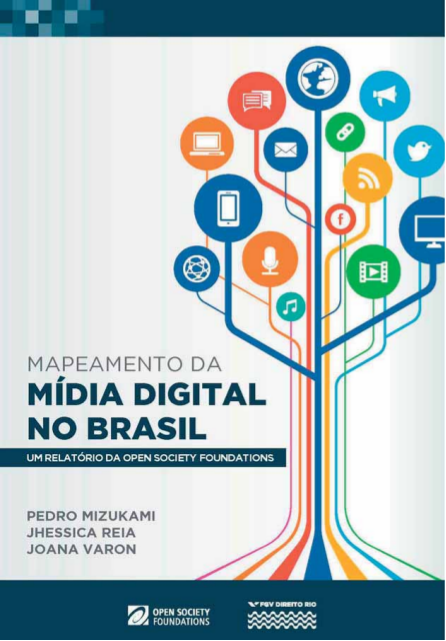 MAPEAMENTO DA
MÍDIA DIGITAL
NO BRASIL
UM RELATÓRIO DA OPEN SOCIETY FOUNDATIONS
PEDRO MIZUKAMI
JHESSICA REIA
JOANA VARON
OPEN SOCIETY
FOUNDATIONS
FGV DIREITO RIO